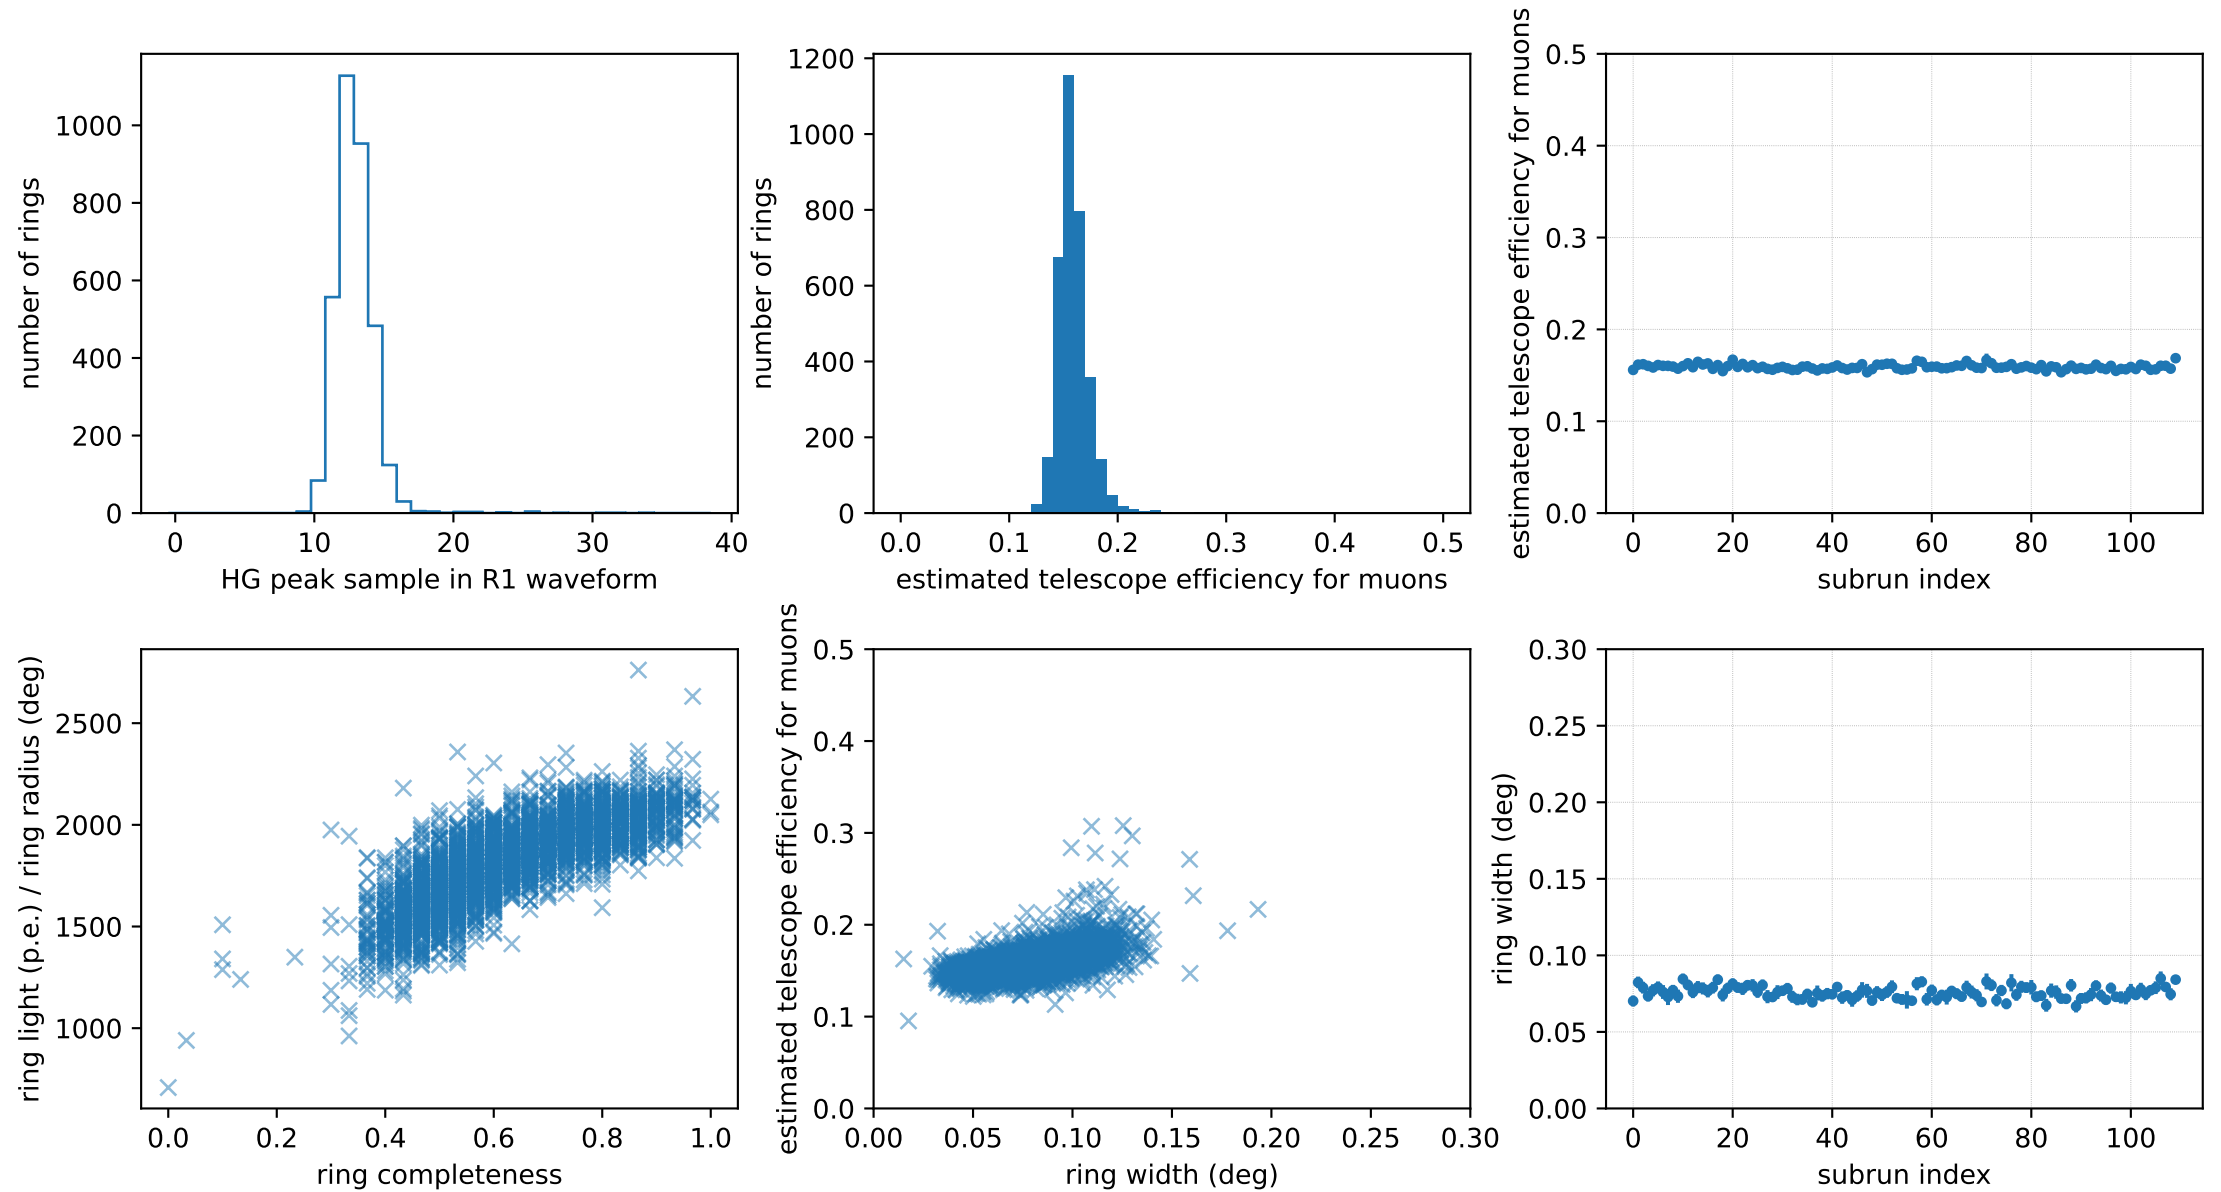 number of rings
1000
800
600
400
200
0
0 10 20 30 40
HG peak sample in R1 waveform
number of rings
1200
1000
800
600
400
200
0
0.0 0.1 0.2 0.3 0.4 0.5
estimated telescope efficiency for muons
estimated telescope efficiency for muons
0.5
0.4
0.3
0.2
0.1
0.0
0 20 40 60 80 100
subrun index
ring light (p.e.) / ring radius (deg)
2500
2000
1500
1000
0.0 0.2 0.4 0.6 0.8 1.0
ring completeness
estimated telescope efficiency for muons
0.5
0.4
0.3
0.2
0.1
0.0
0.00 0.05 0.10 0.15 0.20 0.25 0.30
ring width (deg)
ring width (deg)
0.30
0.25
0.20
0.15
0.10
0.05
0.00
0 20 40 60 80 100
subrun index